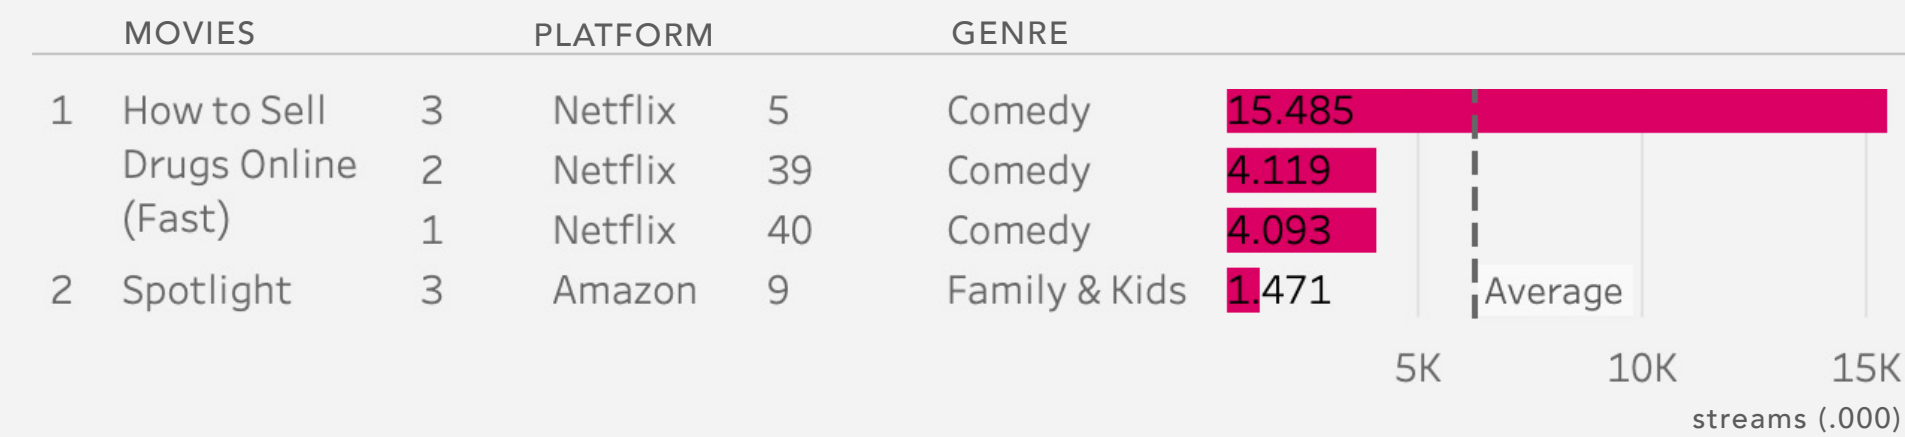 MOVIES PLATFORM GENRE
1 How to Sell 3 Netflix 5 Comedy 15.485
Drugs Online 2 Netflix 39 Comedy 4.119
(Fast) 1 Netflix 40 Comedy 4.093
2 Spotlight 3 Amazon 9 Family & Kids 1.471 Average
5K 10K 15K
streams (.000)